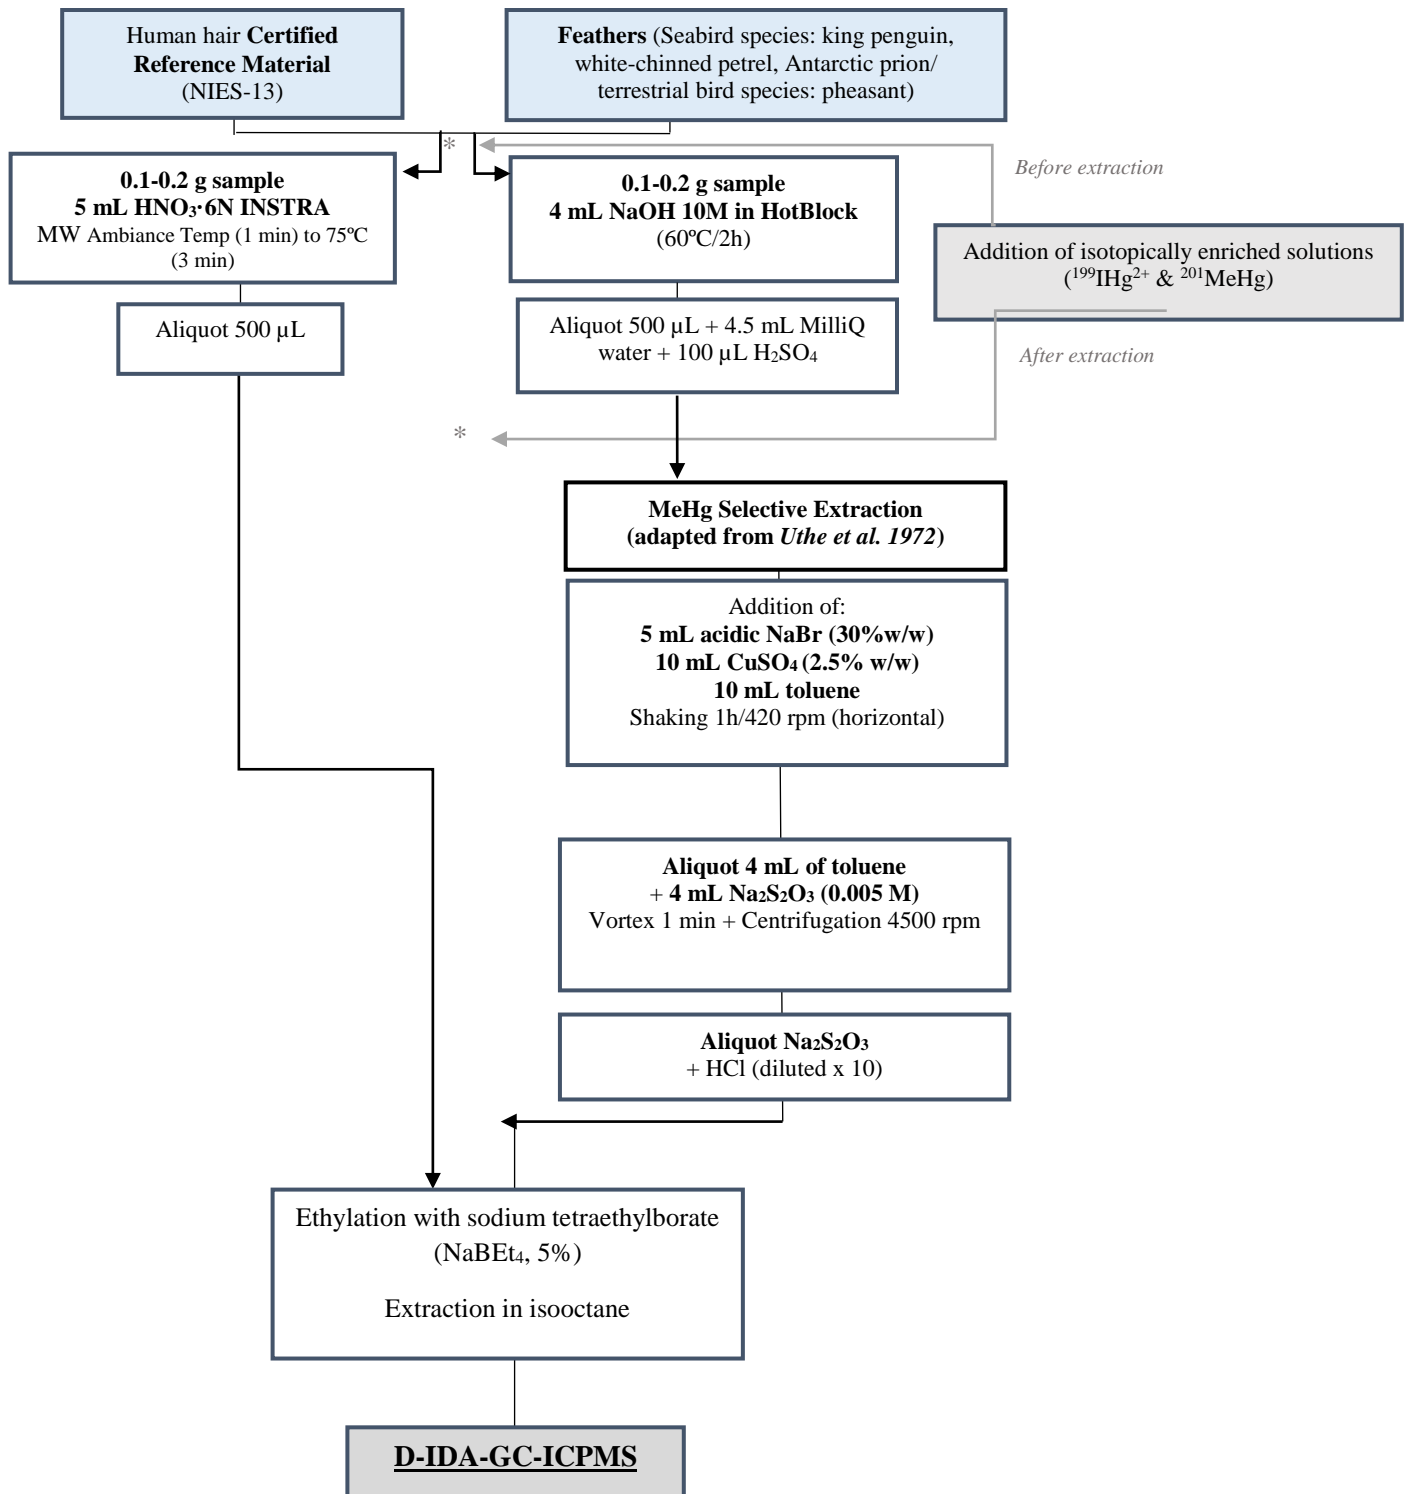 Human hair Certified
Reference Material
(NIES-13)
Feathers (Seabird species: king penguin,
white-chinned petrel, Antarctic prion/
terrestrial bird species: pheasant)
*
Before extraction
0.1-0.2 g sample
5 mL HNO₃·6N INSTRA
MW Ambiance Temp (1 min) to 75ºC
(3 min)
0.1-0.2 g sample
4 mL NaOH 10M in HotBlock
(60ºC/2h)
Addition of isotopically enriched solutions
(¹⁹⁹IHg²⁺ & ²⁰¹MeHg)
Aliquot 500 µL
Aliquot 500 µL + 4.5 mL MilliQ
water + 100 µL H₂SO₄
After extraction
*
MeHg Selective Extraction
(adapted from Uthe et al. 1972)
Addition of:
5 mL acidic NaBr (30%w/w)
10 mL CuSO₄ (2.5% w/w)
10 mL toluene
Shaking 1h/420 rpm (horizontal)
Aliquot 4 mL of toluene
+ 4 mL Na₂S₂O₃ (0.005 M)
Vortex 1 min + Centrifugation 4500 rpm
Aliquot Na₂S₂O₃
+ HCl (diluted x 10)
Ethylation with sodium tetraethylborate
(NaBEt₄, 5%)
Extraction in isooctane
D-IDA-GC-ICPMS